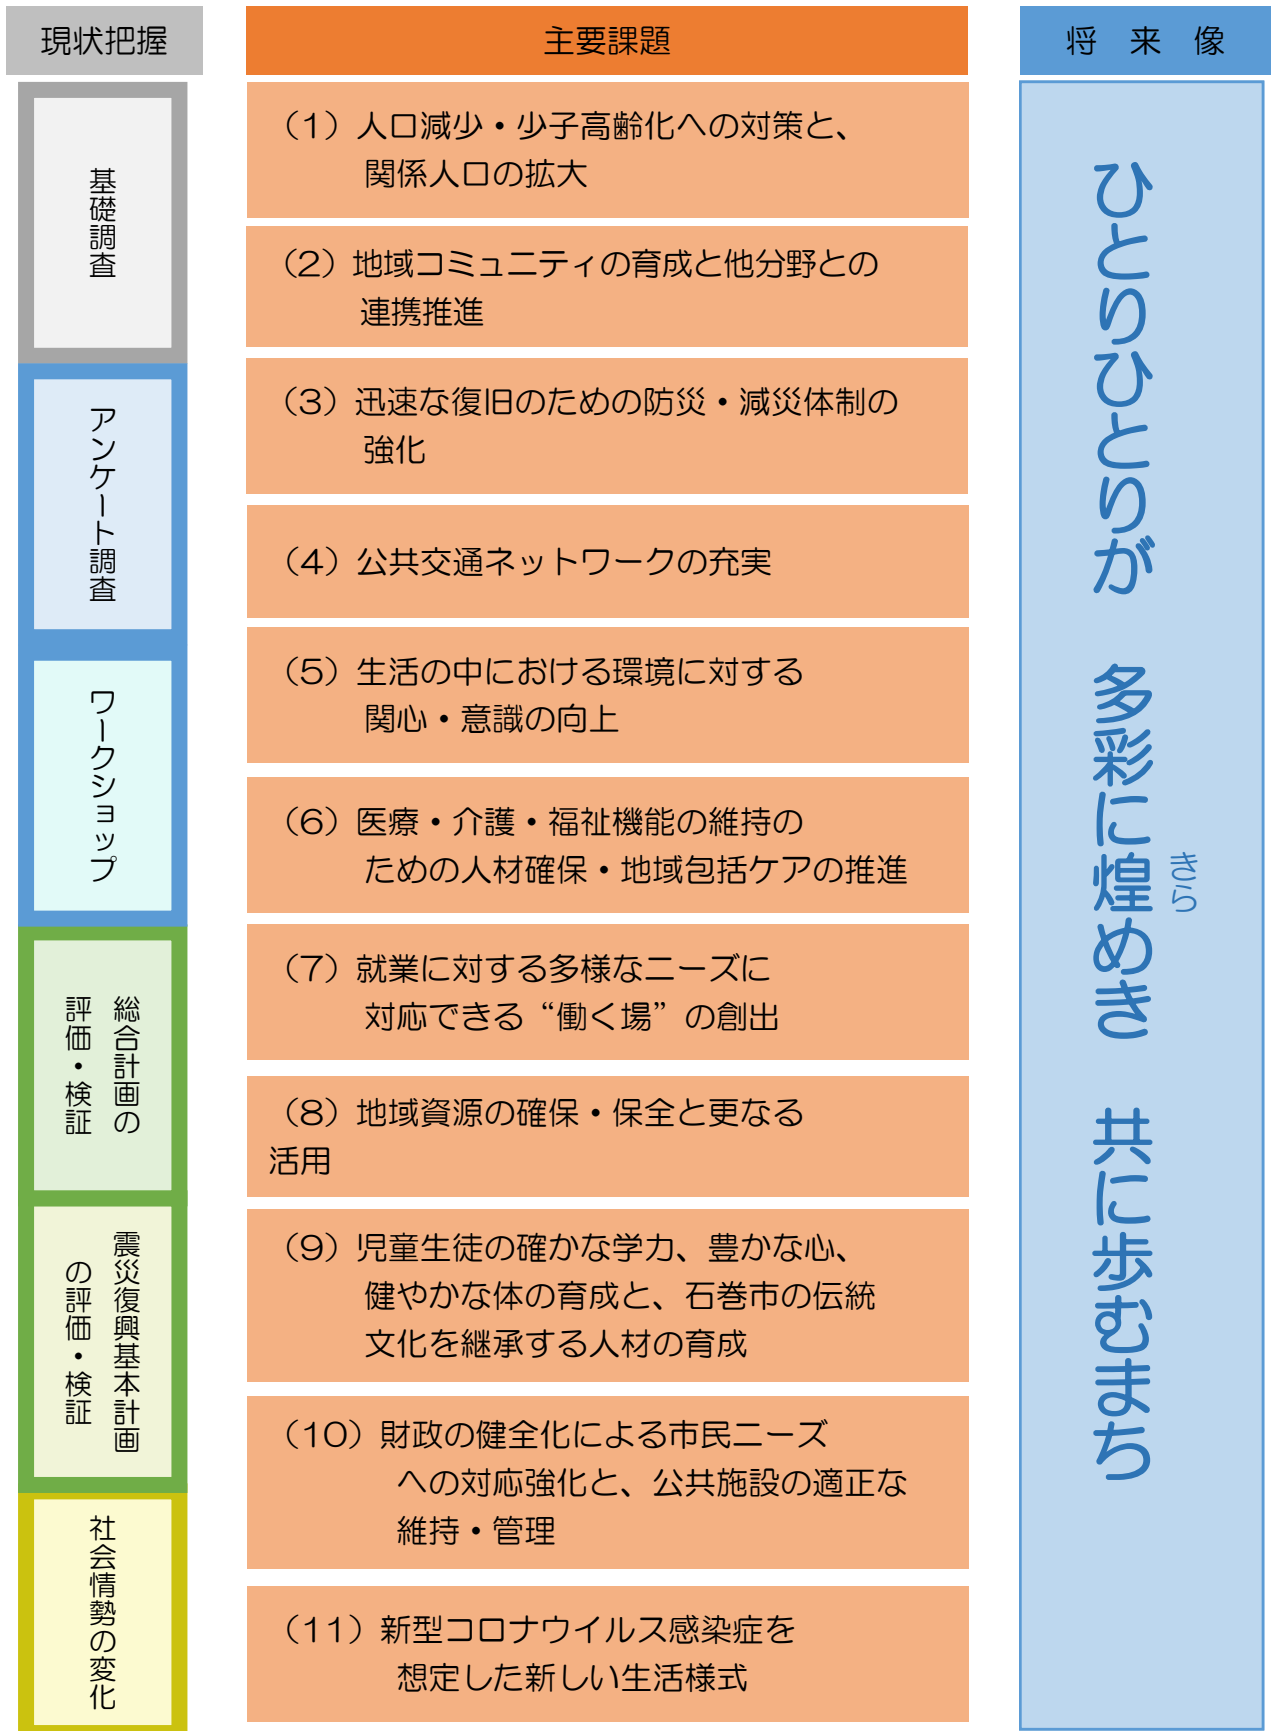 現状把握
基礎調査
アンケート調査
ワークショップ
総合計画の
評価・検証
震災復興基本計画
の評価・検証
社会情勢の変化
主要課題
（1）人口減少・少子高齢化への対策と、
関係人口の拡大
（2）地域コミュニティの育成と他分野との
連携推進
（3）迅速な復旧のための防災・減災体制の
強化
（4）公共交通ネットワークの充実
（5）生活の中における環境に対する
関心・意識の向上
（6）医療・介護・福祉機能の維持の
ための人材確保・地域包括ケアの推進
（7）就業に対する多様なニーズに
対応できる“働く場”の創出
（8）地域資源の確保・保全と更なる
活用
（9）児童生徒の確かな学力、豊かな心、
健やかな体の育成と、石巻市の伝統
文化を継承する人材の育成
（10）財政の健全化による市民ニーズ
への対応強化と、公共施設の適正な
維持・管理
（11）新型コロナウイルス感染症を
想定した新しい生活様式
将　来　像
ひとりひとりが　多彩に煌めき　共に歩むまち
きら